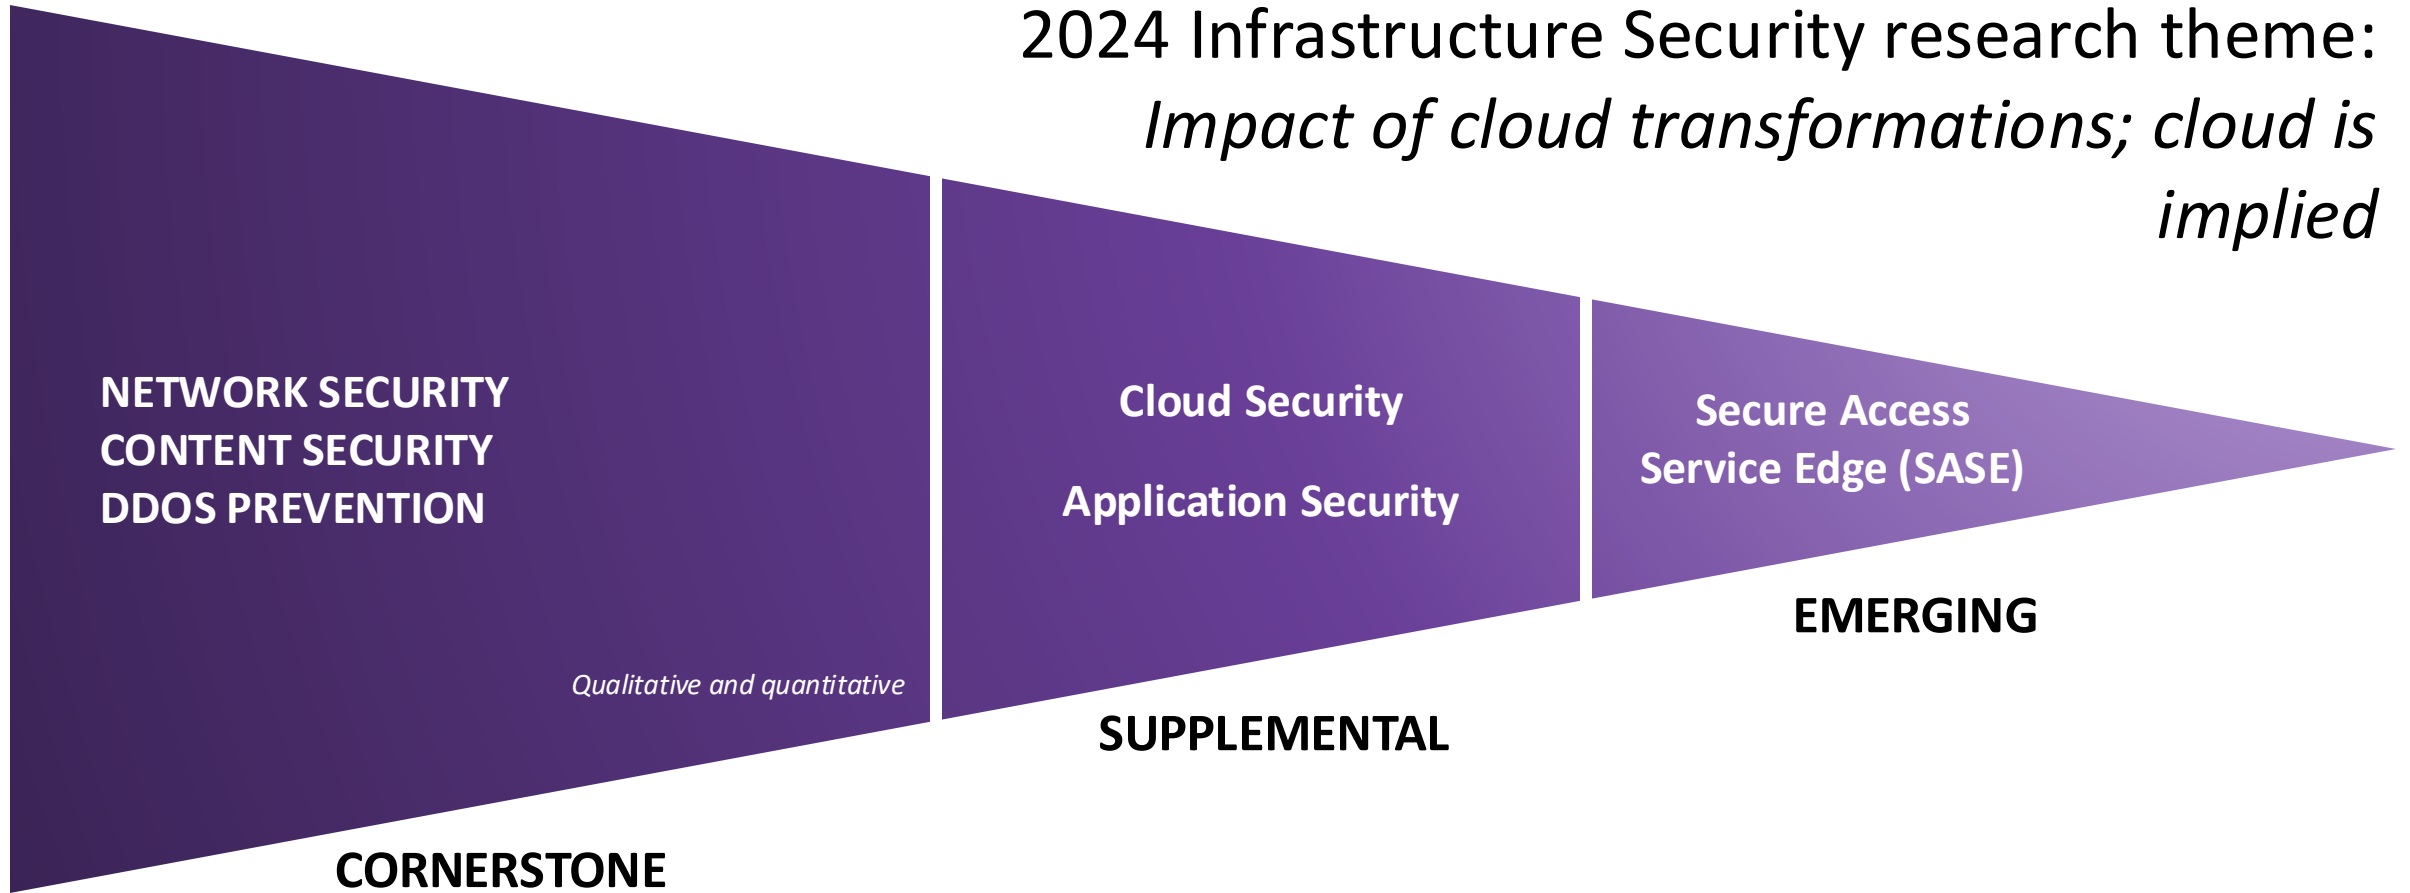 2024 Infrastructure Security research theme:
Impact of cloud transformations; cloud is
implied
NETWORK SECURITY
CONTENT SECURITY
DDOS PREVENTION
Qualitative and quantitative
CORNERSTONE
Cloud Security
Application Security
SUPPLEMENTAL
Secure Access
Service Edge (SASE)
EMERGING